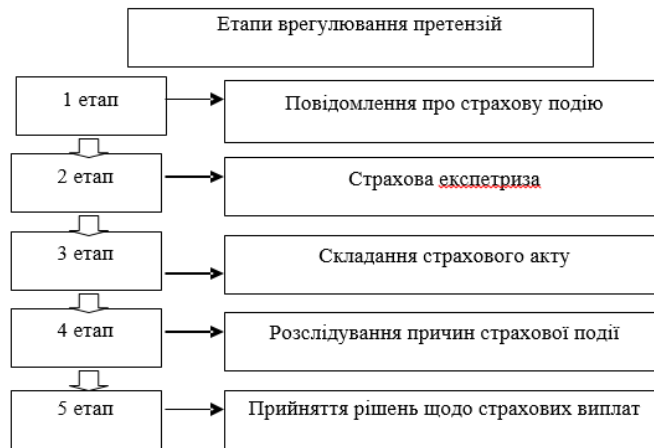 Етапи врегулювання претензій
1 етап
Повідомлення про страхову подію
2 етап
Страхова експетриза
3 етап
Складання страхового акту
4 етап
Розслідування причин страхової події
5 етап
Прийняття рішень щодо страхових виплат